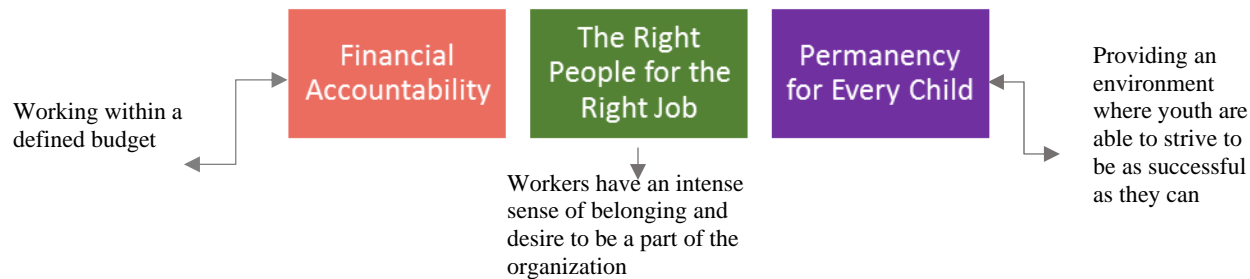 Financial
Accountability
The Right
People for the
Right Job
Permanency
for Every Child
Working within a
defined budget
Workers have an intense
sense of belonging and
desire to be a part of the
organization
Providing an
environment
where youth are
able to strive to
be as successful
as they can